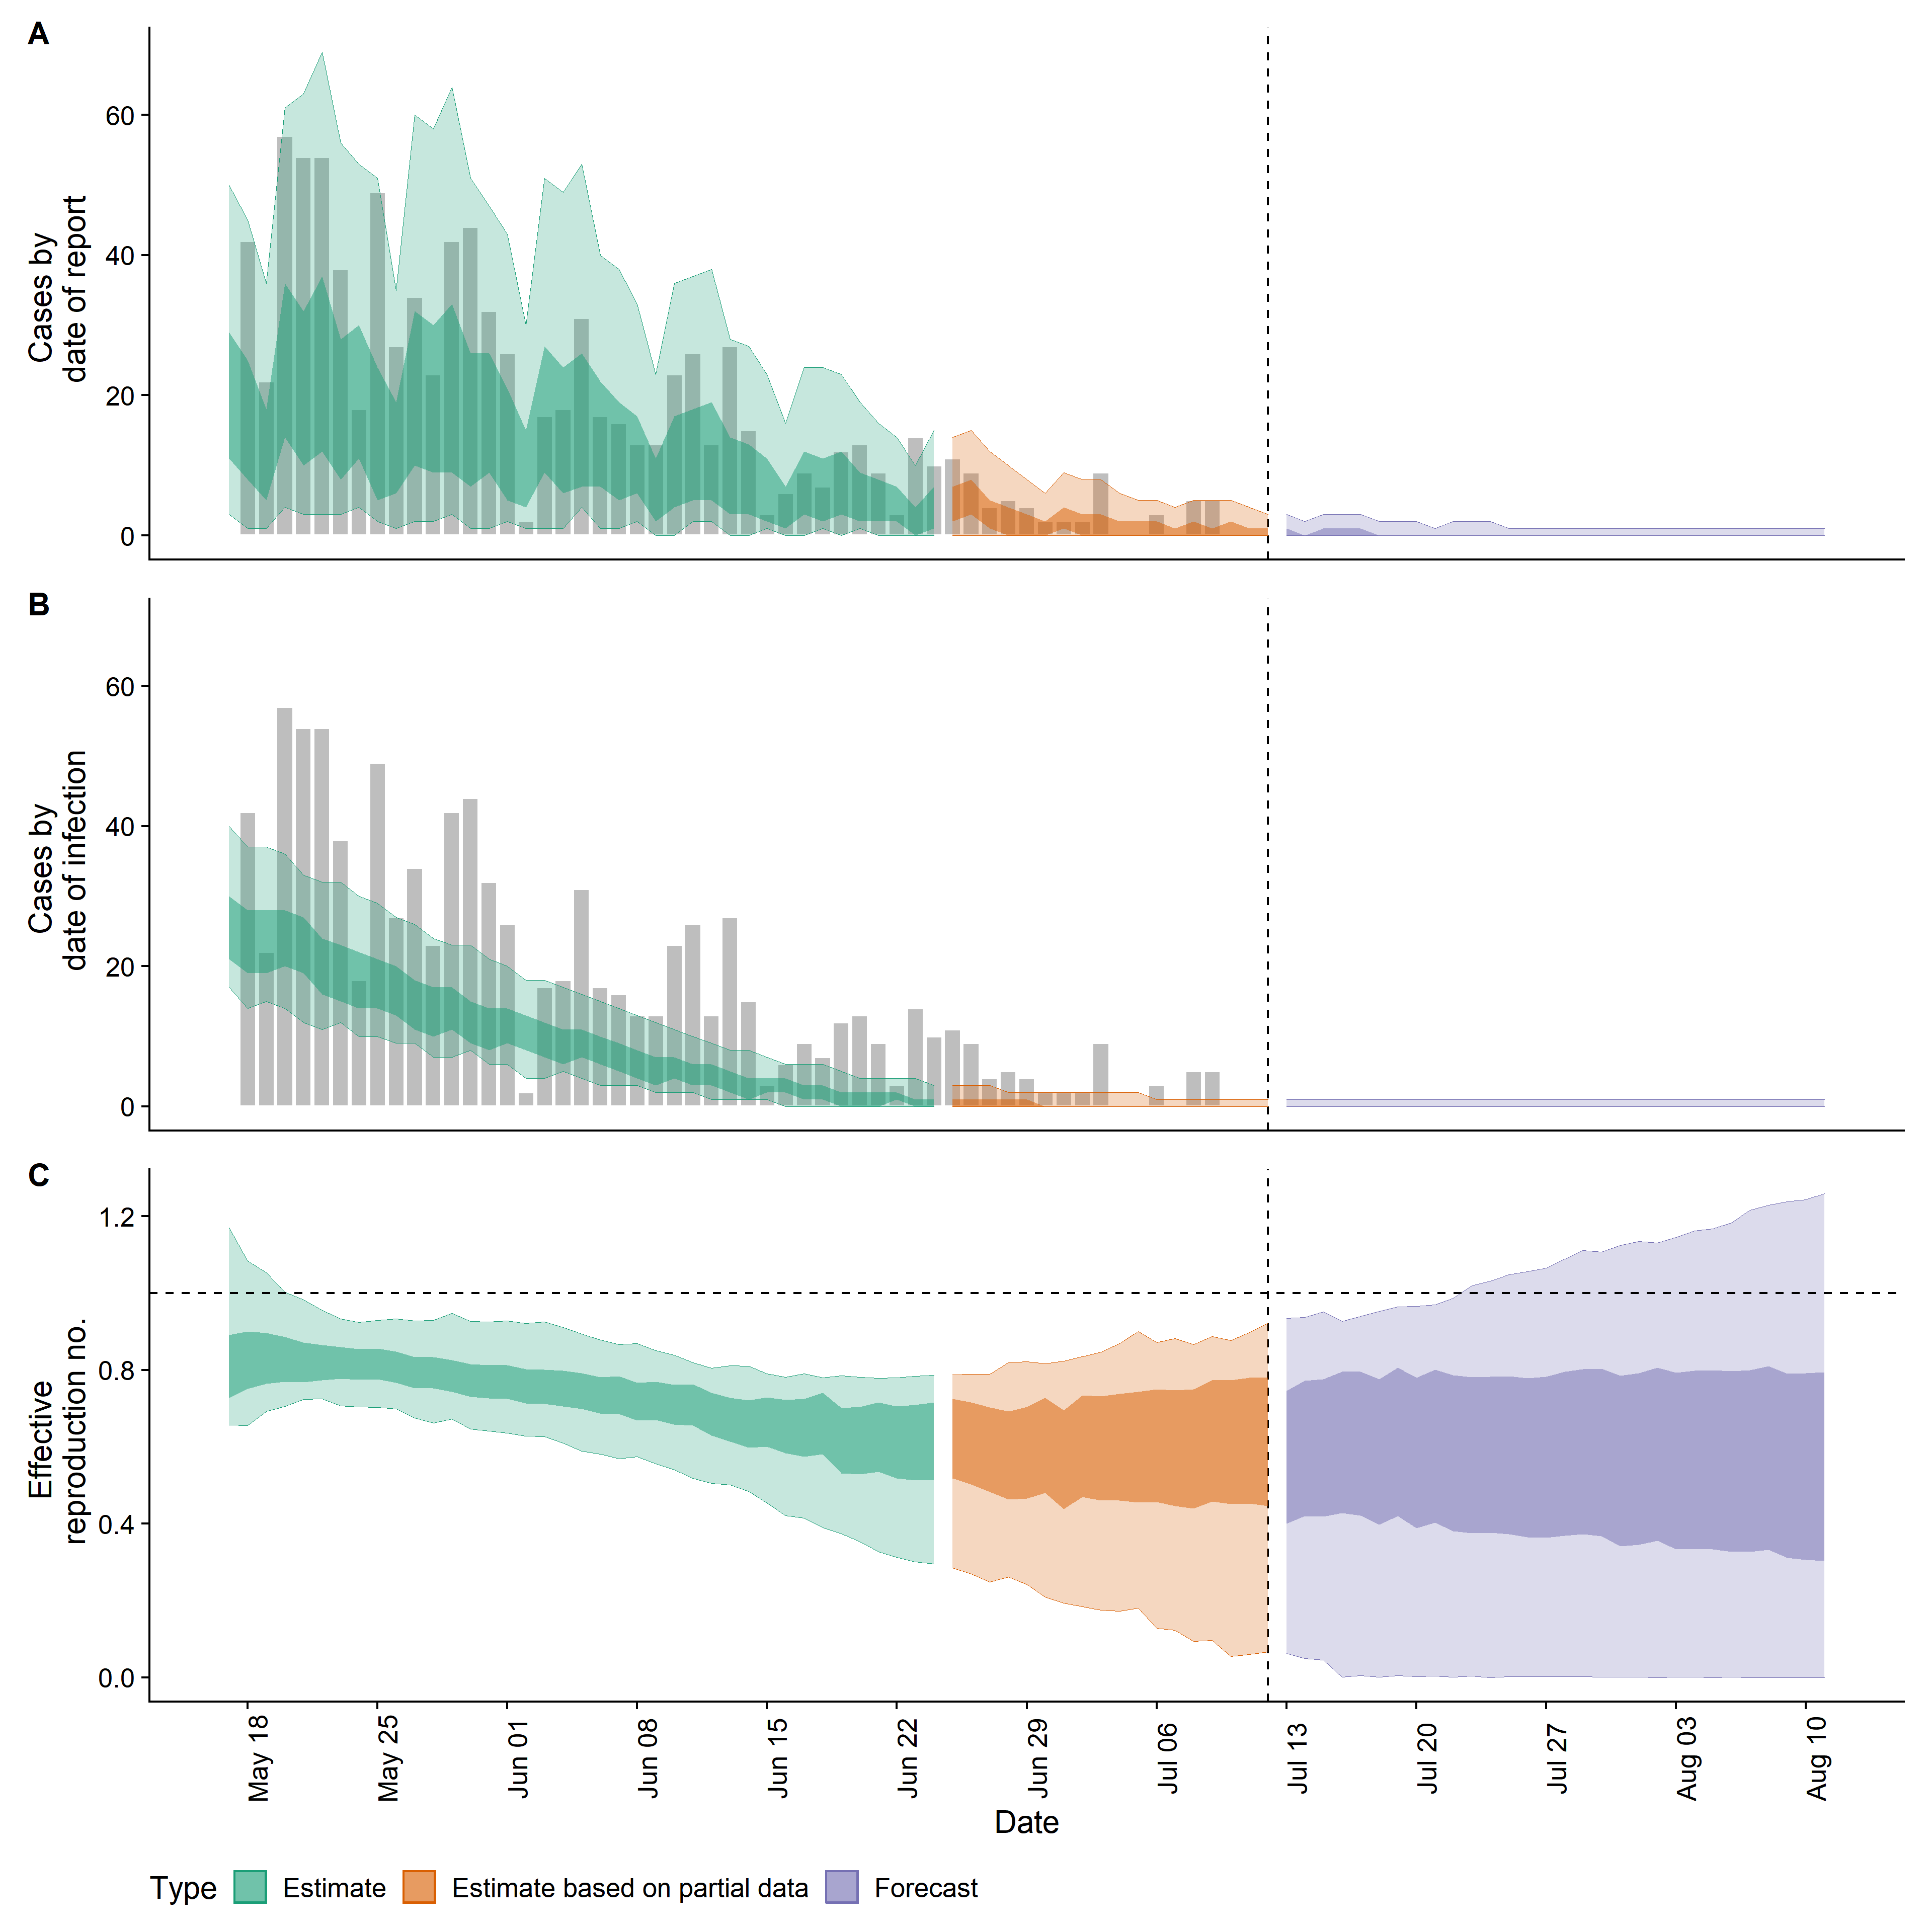 A
Cases by
date of report
60
40
20
0
B
Cases by
date of infection
60
40
20
0
C
Effective
reproduction no.
1.2
0.8
0.4
0.0
May 18
May 25
Jun 01
Jun 08
Jun 15
Jun 22
Jun 29
Jul 06
Jul 13
Jul 20
Jul 27
Aug 03
Aug 10
Date
Type
Estimate
Estimate based on partial data
Forecast